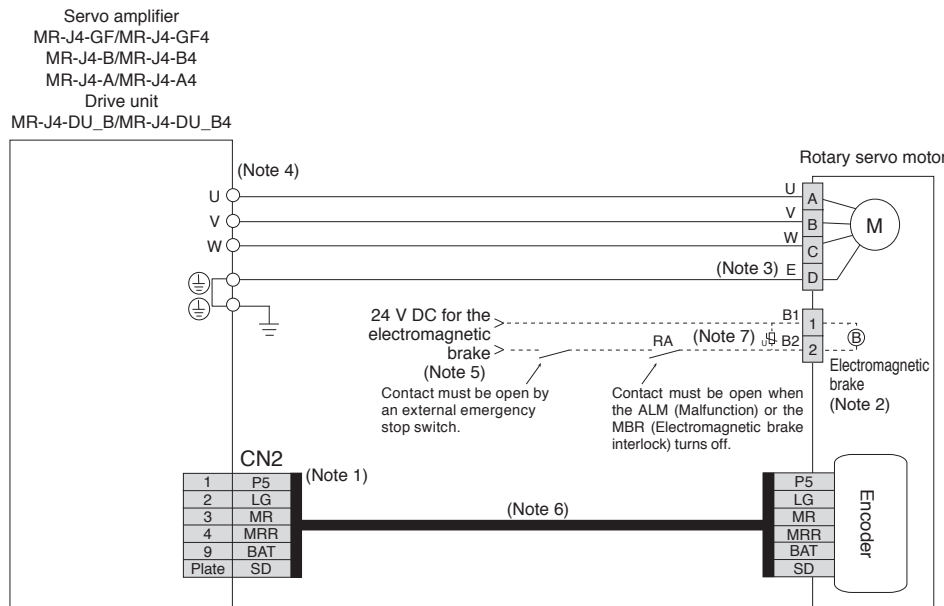 Servo amplifier
MR-J4-GF/MR-J4-GF4
MR-J4-B/MR-J4-B4
MR-J4-A/MR-J4-A4
Drive unit
MR-J4-DU_B/MR-J4-DU_B4
(Note 4)
Rotary servo motor
U
V
W
U
V
W
(Note 3) E
A
B
C
D
M
24 V DC for the
electromagnetic
brake
(Note 5)
Contact must be open by
an external emergency
stop switch.
RA
(Note 7)
U
B1
B2
1
2
B
Contact must be open when
the ALM (Malfunction) or the
MBR (Electromagnetic brake
interlock) turns off.
Electromagnetic
brake
(Note 2)
CN2
(Note 1)
1 P5
2 LG
3 MR
4 MRR
9 BAT
Plate SD
(Note 6)
P5
LG
MR
MRR
BAT
SD
Encoder